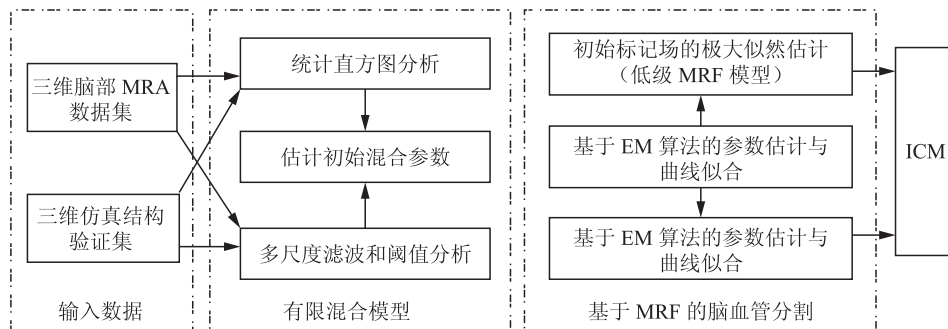 三维脑部 MRA
数据集
三维仿真结构
验证集
输入数据
统计直方图分析
估计初始混合参数
多尺度滤波和阈值分析
有限混合模型
初始标记场的极大似然估计
（低级 MRF 模型）
基于 EM 算法的参数估计与
曲线似合
基于 EM 算法的参数估计与
曲线似合
基于 MRF 的脑血管分割
ICM